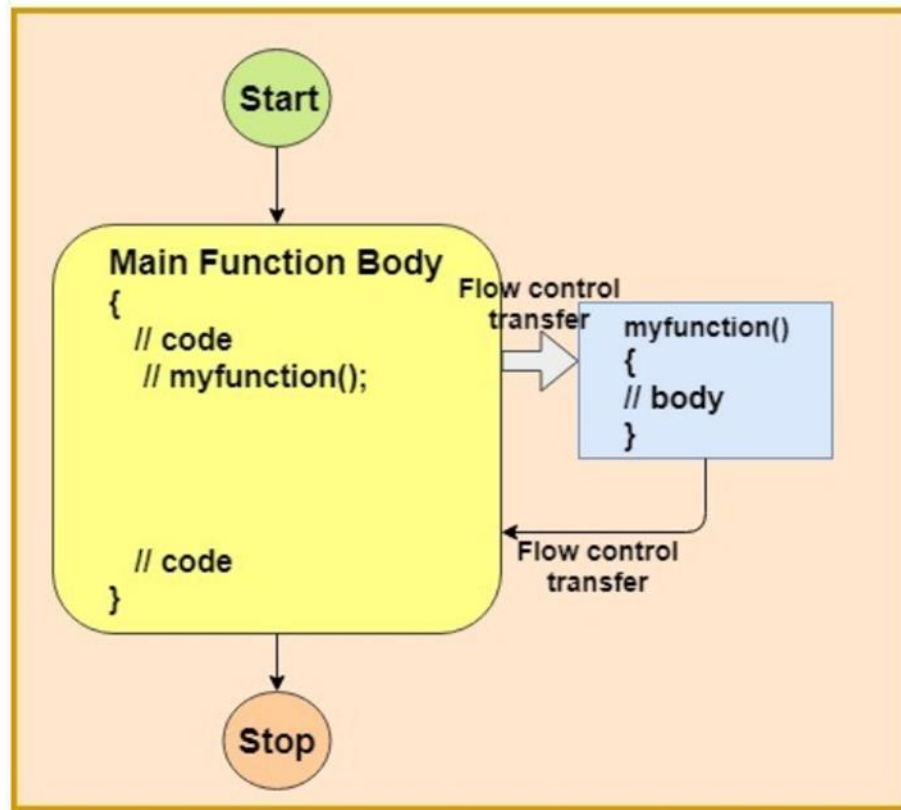 Start
Main Function Body
{
// code
// myfunction();
// code
}
Flow control
transfer
myfunction()
{
// body
}
Flow control
transfer
Stop